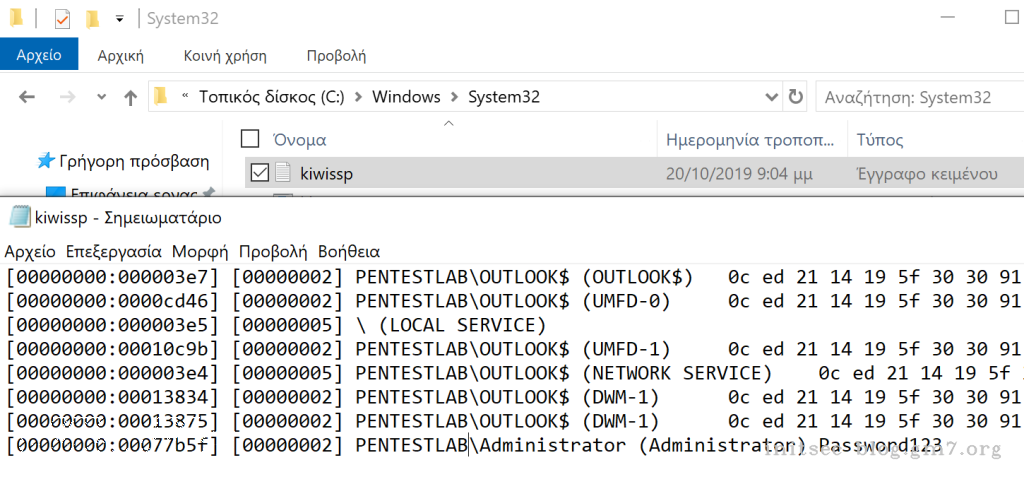 System32
Αρχείο Αρχική Κοινή χρήση Προβολή
« Τοπικός δίσκος (C:) > Windows > System32 Αναζήτηση: System32
Όνομα Ημερομηνία τροποπ... Τύπος
Γρήγορη πρόσβαση
kiwissp 20/10/2019 9:04 μμ Έγγραφο κειμένου
Επιφάνεια εργας
kiwissp - Σημειωματάριο
Αρχείο Επεξεργασία Μορφή Προβολή Βοήθεια
[00000000:000003e7] [00000002] PENTESTLAB\OUTLOOK$ (OUTLOOK$) 0c ed 21 14 19 5f 30 30 91
[00000000:0000cd46] [00000002] PENTESTLAB\OUTLOOK$ (UMFD-0) 0c ed 21 14 19 5f 30 30 91
[00000000:000003e5] [00000005] \ (LOCAL SERVICE)
[00000000:00010c9b] [00000002] PENTESTLAB\OUTLOOK$ (UMFD-1) 0c ed 21 14 19 5f 30 30 91
[00000000:000003e4] [00000005] PENTESTLAB\OUTLOOK$ (NETWORK SERVICE) 0c ed 21 14 19 5f
[00000000:00013834] [00000002] PENTESTLAB\OUTLOOK$ (DWM-1) 0c ed 21 14 19 5f 30 30 91
[00000000:00013875] [00000002] PENTESTLAB\OUTLOOK$ (DWM-1) 0c ed 21 14 19 5f 30 30 91
[00000000:00077b5f] [00000002] PENTESTLAB\Administrator (Administrator) Password123